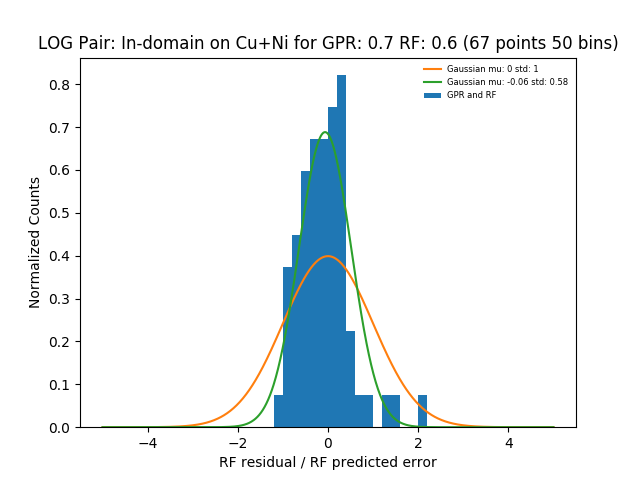 LOG Pair: In-domain on Cu+Ni for GPR: 0.7 RF: 0.6 (67 points 50 bins)
Gaussian mu: 0 std: 1
Gaussian mu: -0.06 std: 0.58
GPR and RF
Normalized Counts
0.8
0.7
0.6
0.5
0.4
0.3
0.2
0.1
0.0
−4 −2 0 2 4
RF residual / RF predicted error